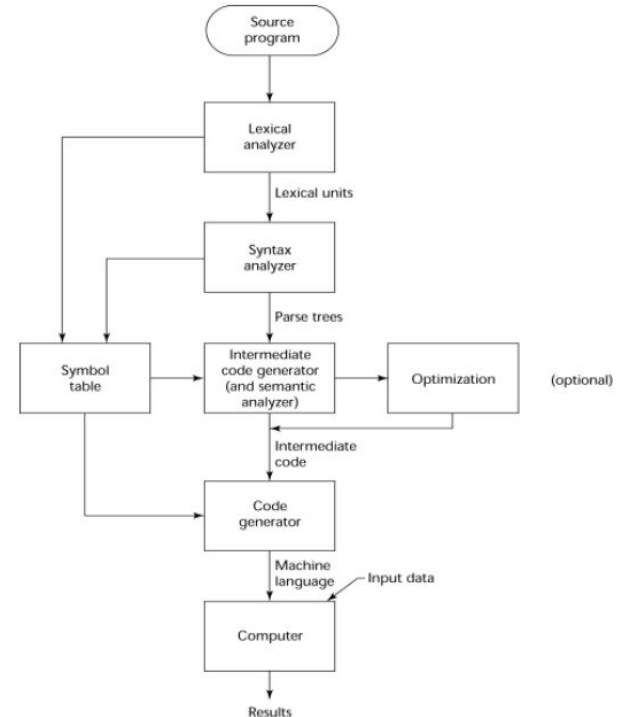 Source
program
Lexical
analyzer
Lexical units
Syntax
analyzer
Parse trees
Symbol
table
Intermediate
code generator
(and semantic
analyzer)
Optimization
(optional)
Intermediate
code
Code
generator
Machine
language
Input data
Computer
Results